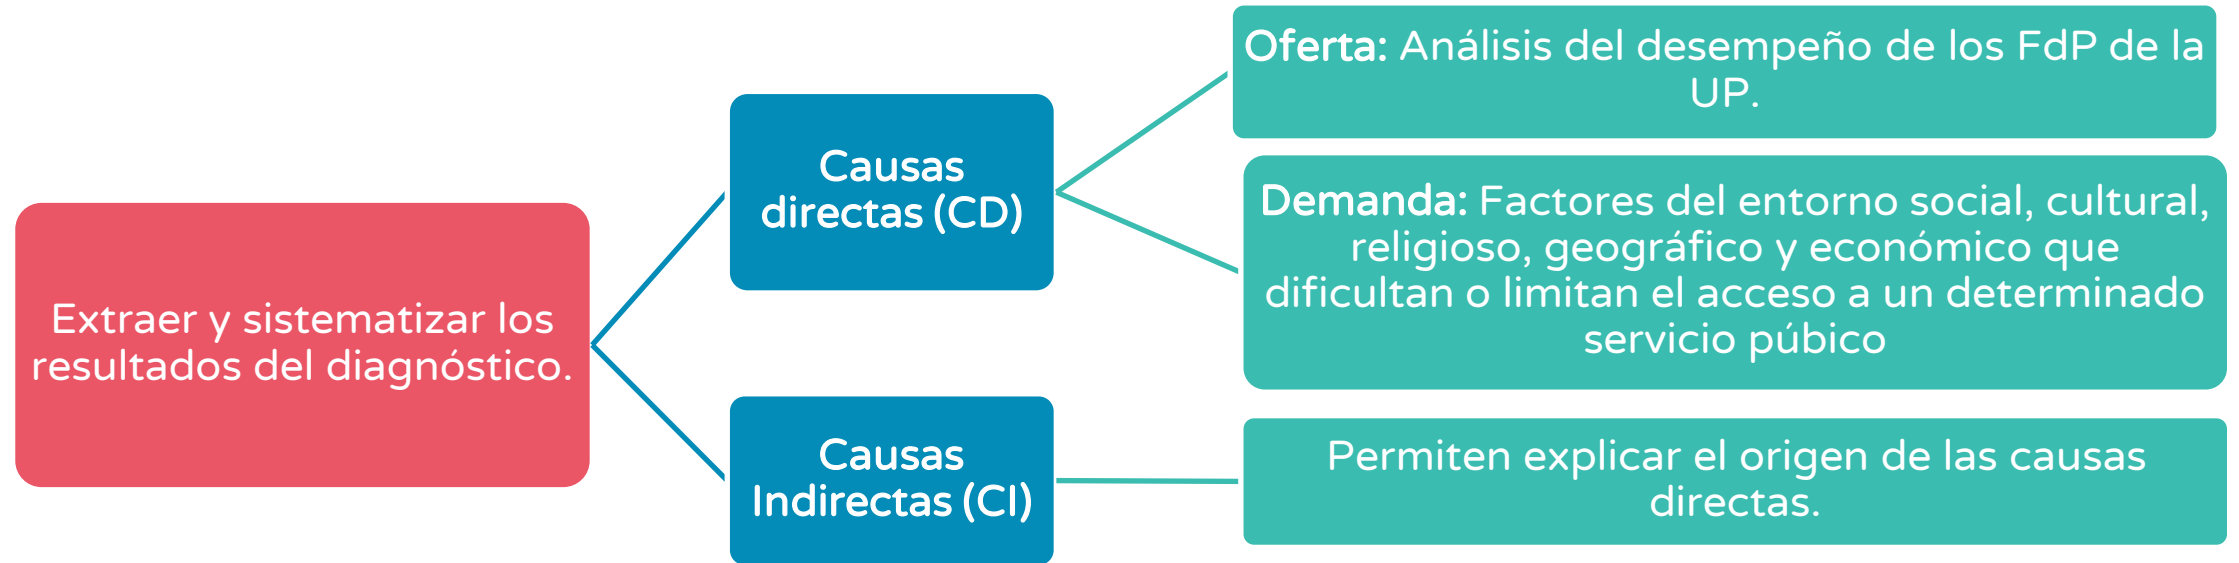 Extraer y sistematizar los
resultados del diagnóstico.
Causas
directas (CD)
Oferta: Análisis del desempeño de los FdP de la
UP.
Demanda: Factores del entorno social, cultural,
religioso, geográfico y económico que
dificultan o limitan el acceso a un determinado
servicio púbico
Causas
Indirectas (CI)
Permiten explicar el origen de las causas
directas.